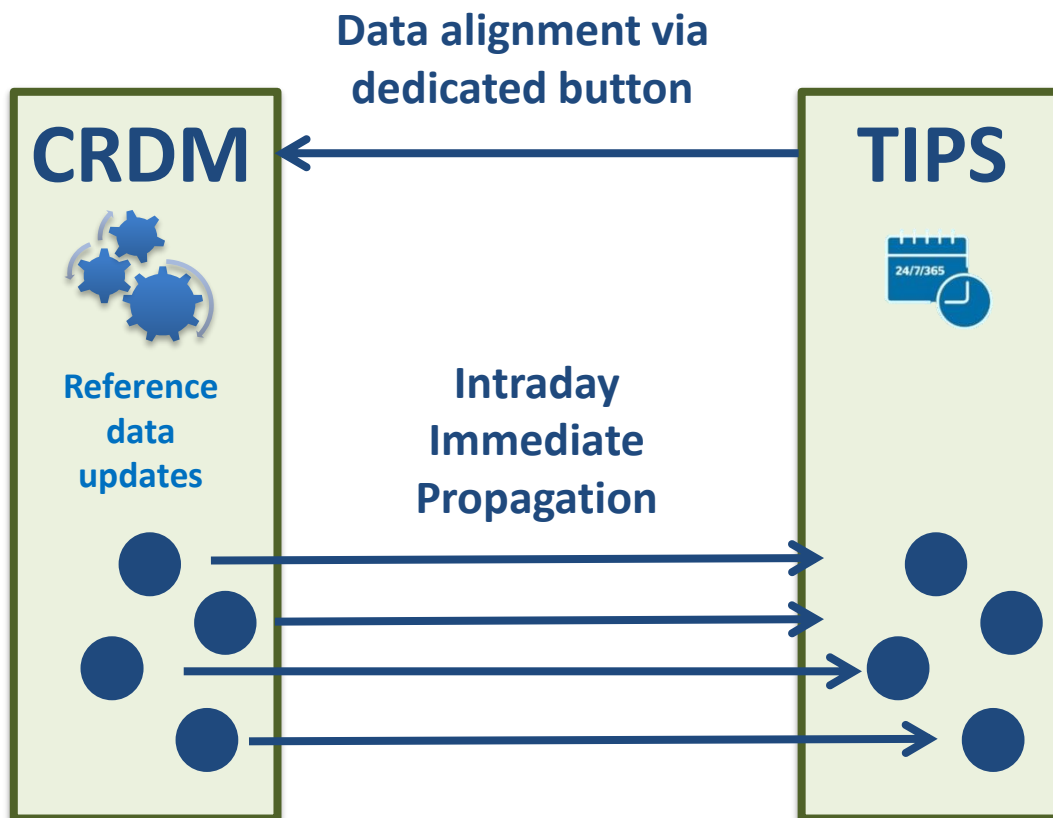 Data alignment via
dedicated button
CRDM
TIPS
24/7/365
Reference
data
updates
Intraday
Immediate
Propagation